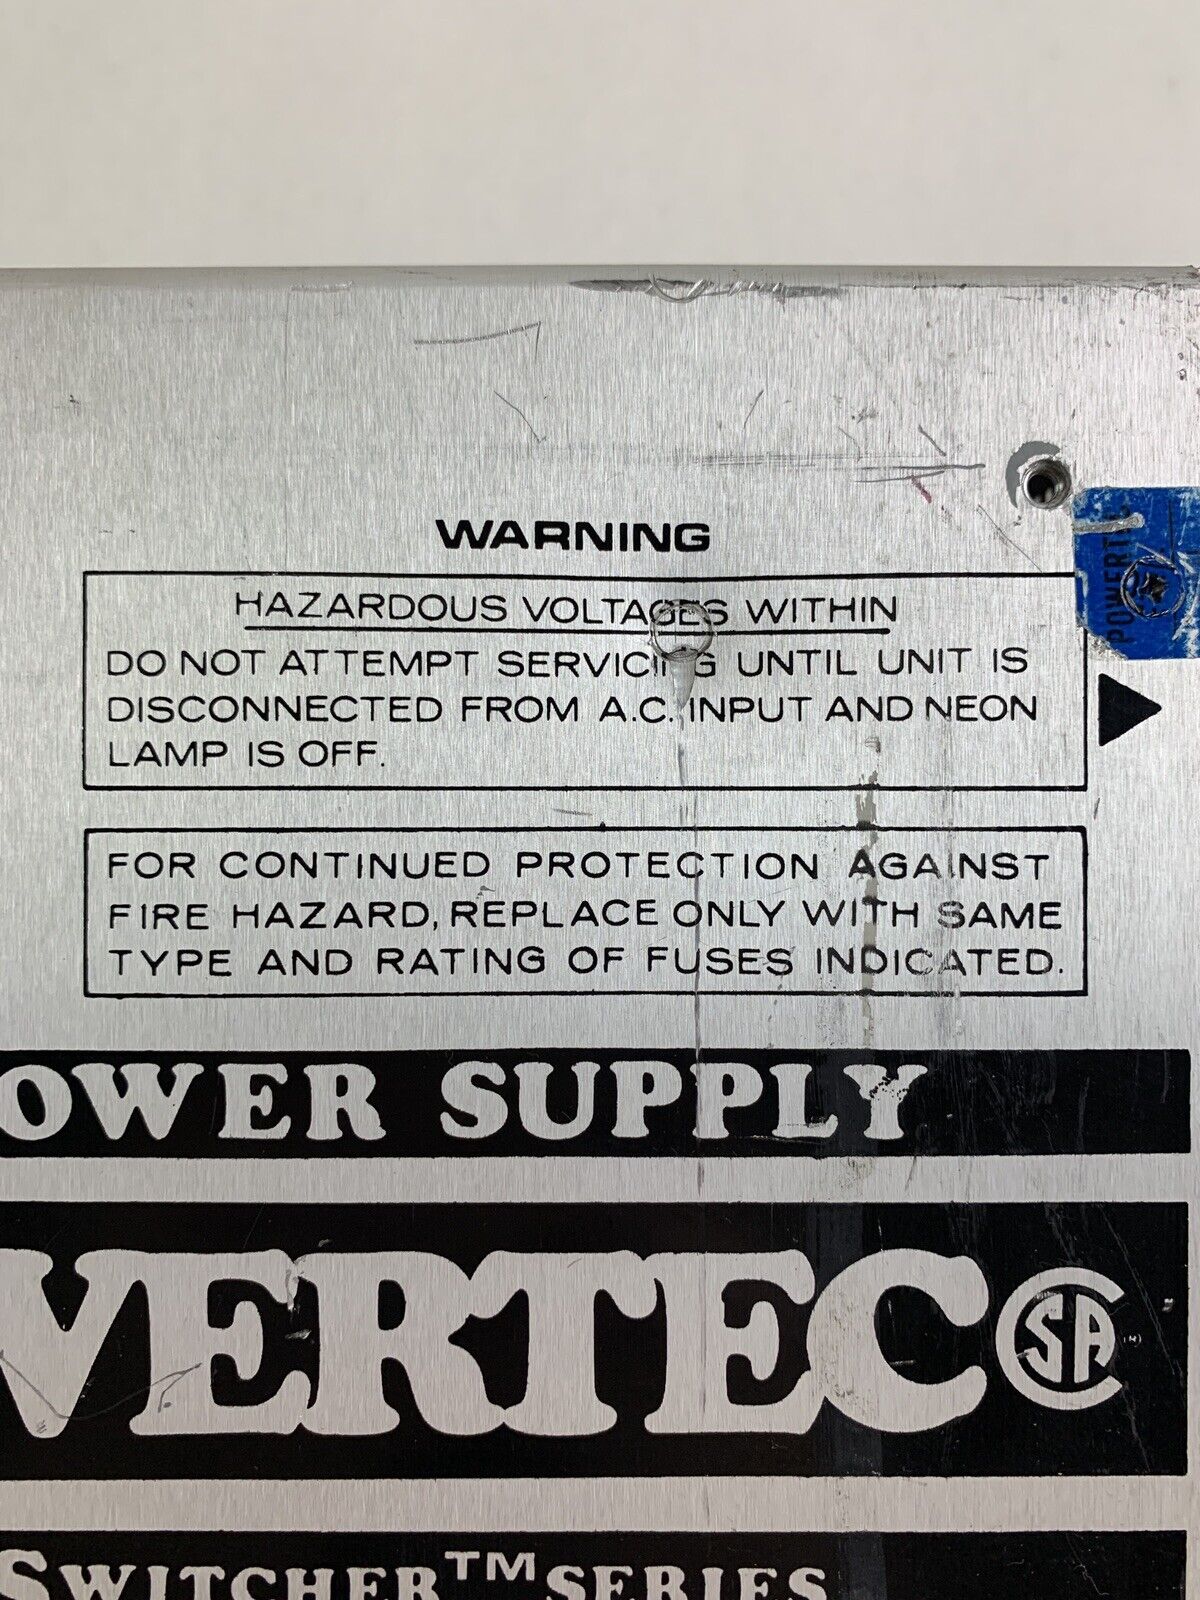 WARNING
HAZARDOUS VOLTAGES WITHIN
DO NOT ATTEMPT SERVICING UNTIL UNIT IS
DISCONNECTED FROM A.C. INPUT AND NEON
LAMP IS OFF.
FOR CONTINUED PROTECTION AGAINST
FIRE HAZARD, REPLACE ONLY WITH SAME
TYPE AND RATING OF FUSES INDICATED.
OWER SUPPLY
VERTEC
SA
SWITCHER™ SERIES